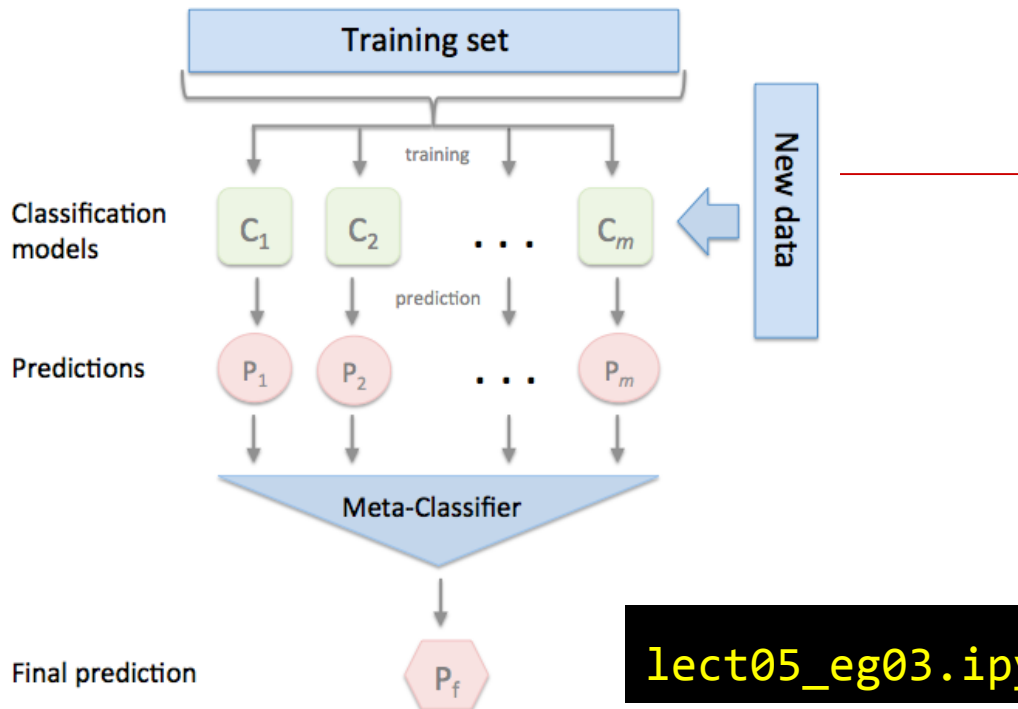 Training set
training
New data
Classification
models
C1 C2 . . . Cm
prediction
Predictions
P1 P2 . . . Pm
Meta-Classifier
Final prediction
Pf
lect05_eg03.ipy